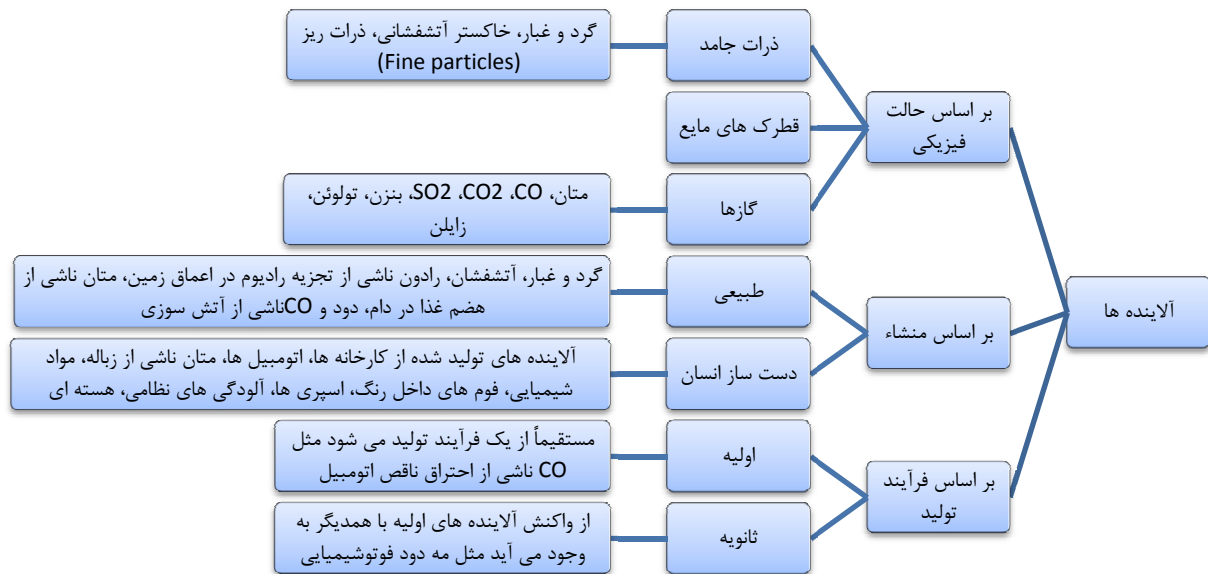 آلاینده ها
بر اساس حالت
فیزیکی
ذرات جامد
گرد و غبار، خاکستر آتشفشانی، ذرات ریز
(Fine particles)
قطرک های مایع
گازها
متان، CO، CO2، SO2، بنزن، تولوئن،
زایلن
بر اساس منشاء
طبیعی
گرد و غبار، آتشفشان، رادون ناشی از تجزیه رادیوم در اعماق زمین، متان ناشی از
هضم غذا در دام، دود و CO ناشی از آتش سوزی
دست ساز انسان
آلاینده های تولید شده از کارخانه ها، اتومبیل ها، متان ناشی از زباله، مواد
شیمیایی، فوم های داخل رنگ، اسپری ها، آلودگی های نظامی، هسته ای
بر اساس فرآیند
تولید
اولیه
مستقیماً از یک فرآیند تولید می شود مثل
CO ناشی از احتراق ناقص اتومبیل
ثانویه
از واکنش آلاینده های اولیه با همدیگر به
وجود می آید مثل مه دود فوتوشیمیایی